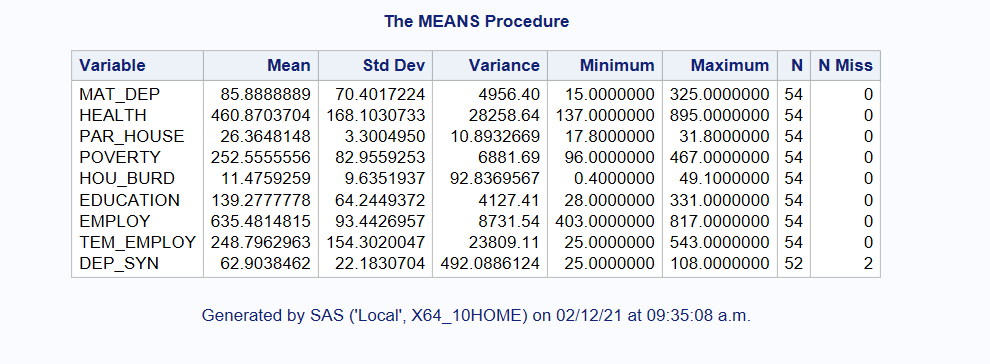 The MEANS Procedure
Variable Mean Std Dev Variance Minimum Maximum N N Miss
MAT_DEP 85.8888889 70.4017224 4956.40 15.0000000 325.0000000 54 0
HEALTH 460.8703704 168.1030733 28258.64 137.0000000 895.0000000 54 0
PAR_HOUSE 26.3648148 3.3004950 10.8932669 17.8000000 31.8000000 54 0
POVERTY 252.5555556 82.9559253 6881.69 96.0000000 467.0000000 54 0
HOU_BURD 11.4759259 9.6351937 92.8369567 0.4000000 49.1000000 54 0
EDUCATION 139.2777778 64.2449372 4127.41 28.0000000 331.0000000 54 0
EMPLOY 635.4814815 93.4426957 8731.54 403.0000000 817.0000000 54 0
TEM_EMPLOY 248.7962963 154.3020047 23809.11 25.0000000 543.0000000 54 0
DEP_SYN 62.9038462 22.1830704 492.0886124 25.0000000 108.0000000 52 2
Generated by SAS ('Local', X64_10HOME) on 02/12/21 at 09:35:08 a.m.